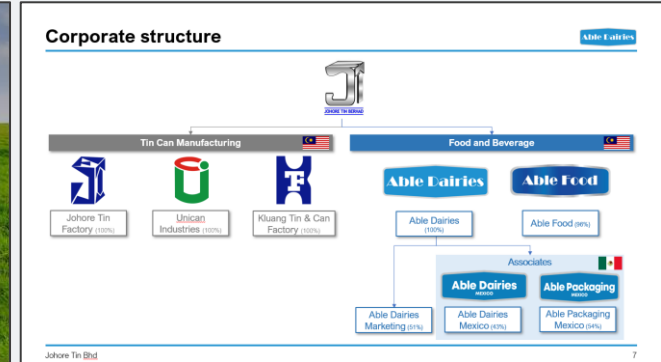 Corporate structure
Able Dairies
JOHORE TIN BERHAD
Tin Can Manufacturing
Food and Beverage
Able Dairies
Able Food
Johore Tin
Factory (100%)
Unican
Industries (100%)
Kluang Tin & Can
Factory (100%)
Able Dairies
(100%)
Able Food (96%)
Associates
Able Dairies
MEXICO
Able Packaging
MEXICO
Able Dairies
Marketing (51%)
Able Dairies
Mexico (43%)
Able Packaging
Mexico (54%)
Johore Tin Bhd
7